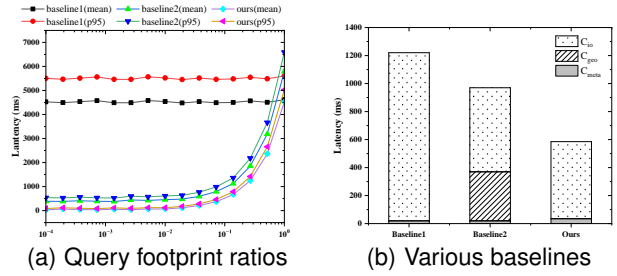 baseline1(mean) baseline2(mean) ours(mean)
baseline1(p95) baseline2(p95) ours(p95)
Lantency (ms)
7000
6000
5000
4000
3000
2000
1000
0
10⁻⁴ 10⁻³ 10⁻² 10⁻¹ 10⁰
(a) Query footprint ratios
Latency (ms)
1400
1200
1000
800
600
400
200
0
C_io
C_geo
C_meta
Baseline1 Baseline2 Ours
(b) Various baselines